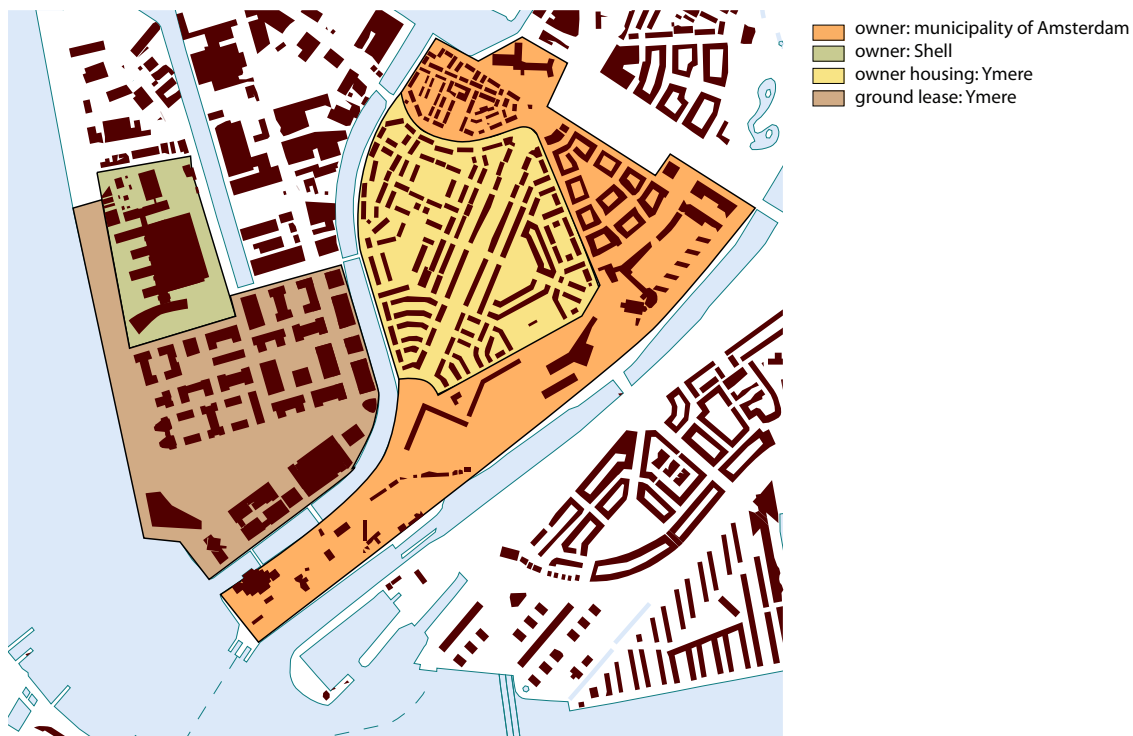 owner: municipality of Amsterdam
owner: Shell
owner housing: Ymere
ground lease: Ymere